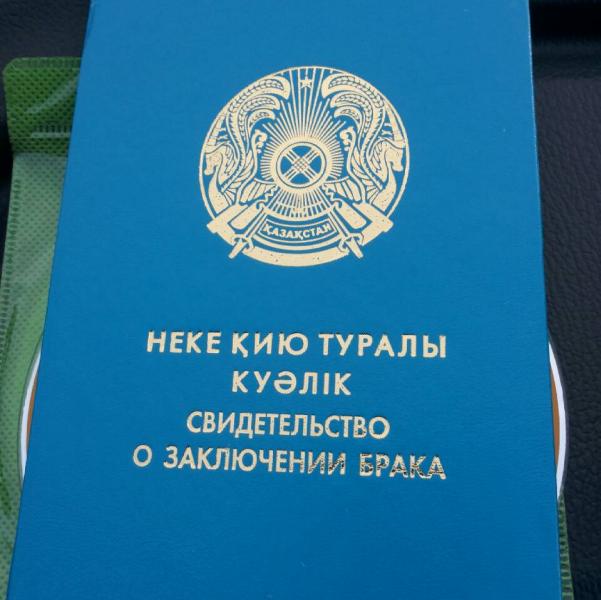 ҚАЗАҚСТАН
НЕКЕ ҚИЮ ТУРАЛЫ
КУӘЛІК
СВИДЕТЕЛЬСТВО
О ЗАКЛЮЧЕНИИ БРАКА